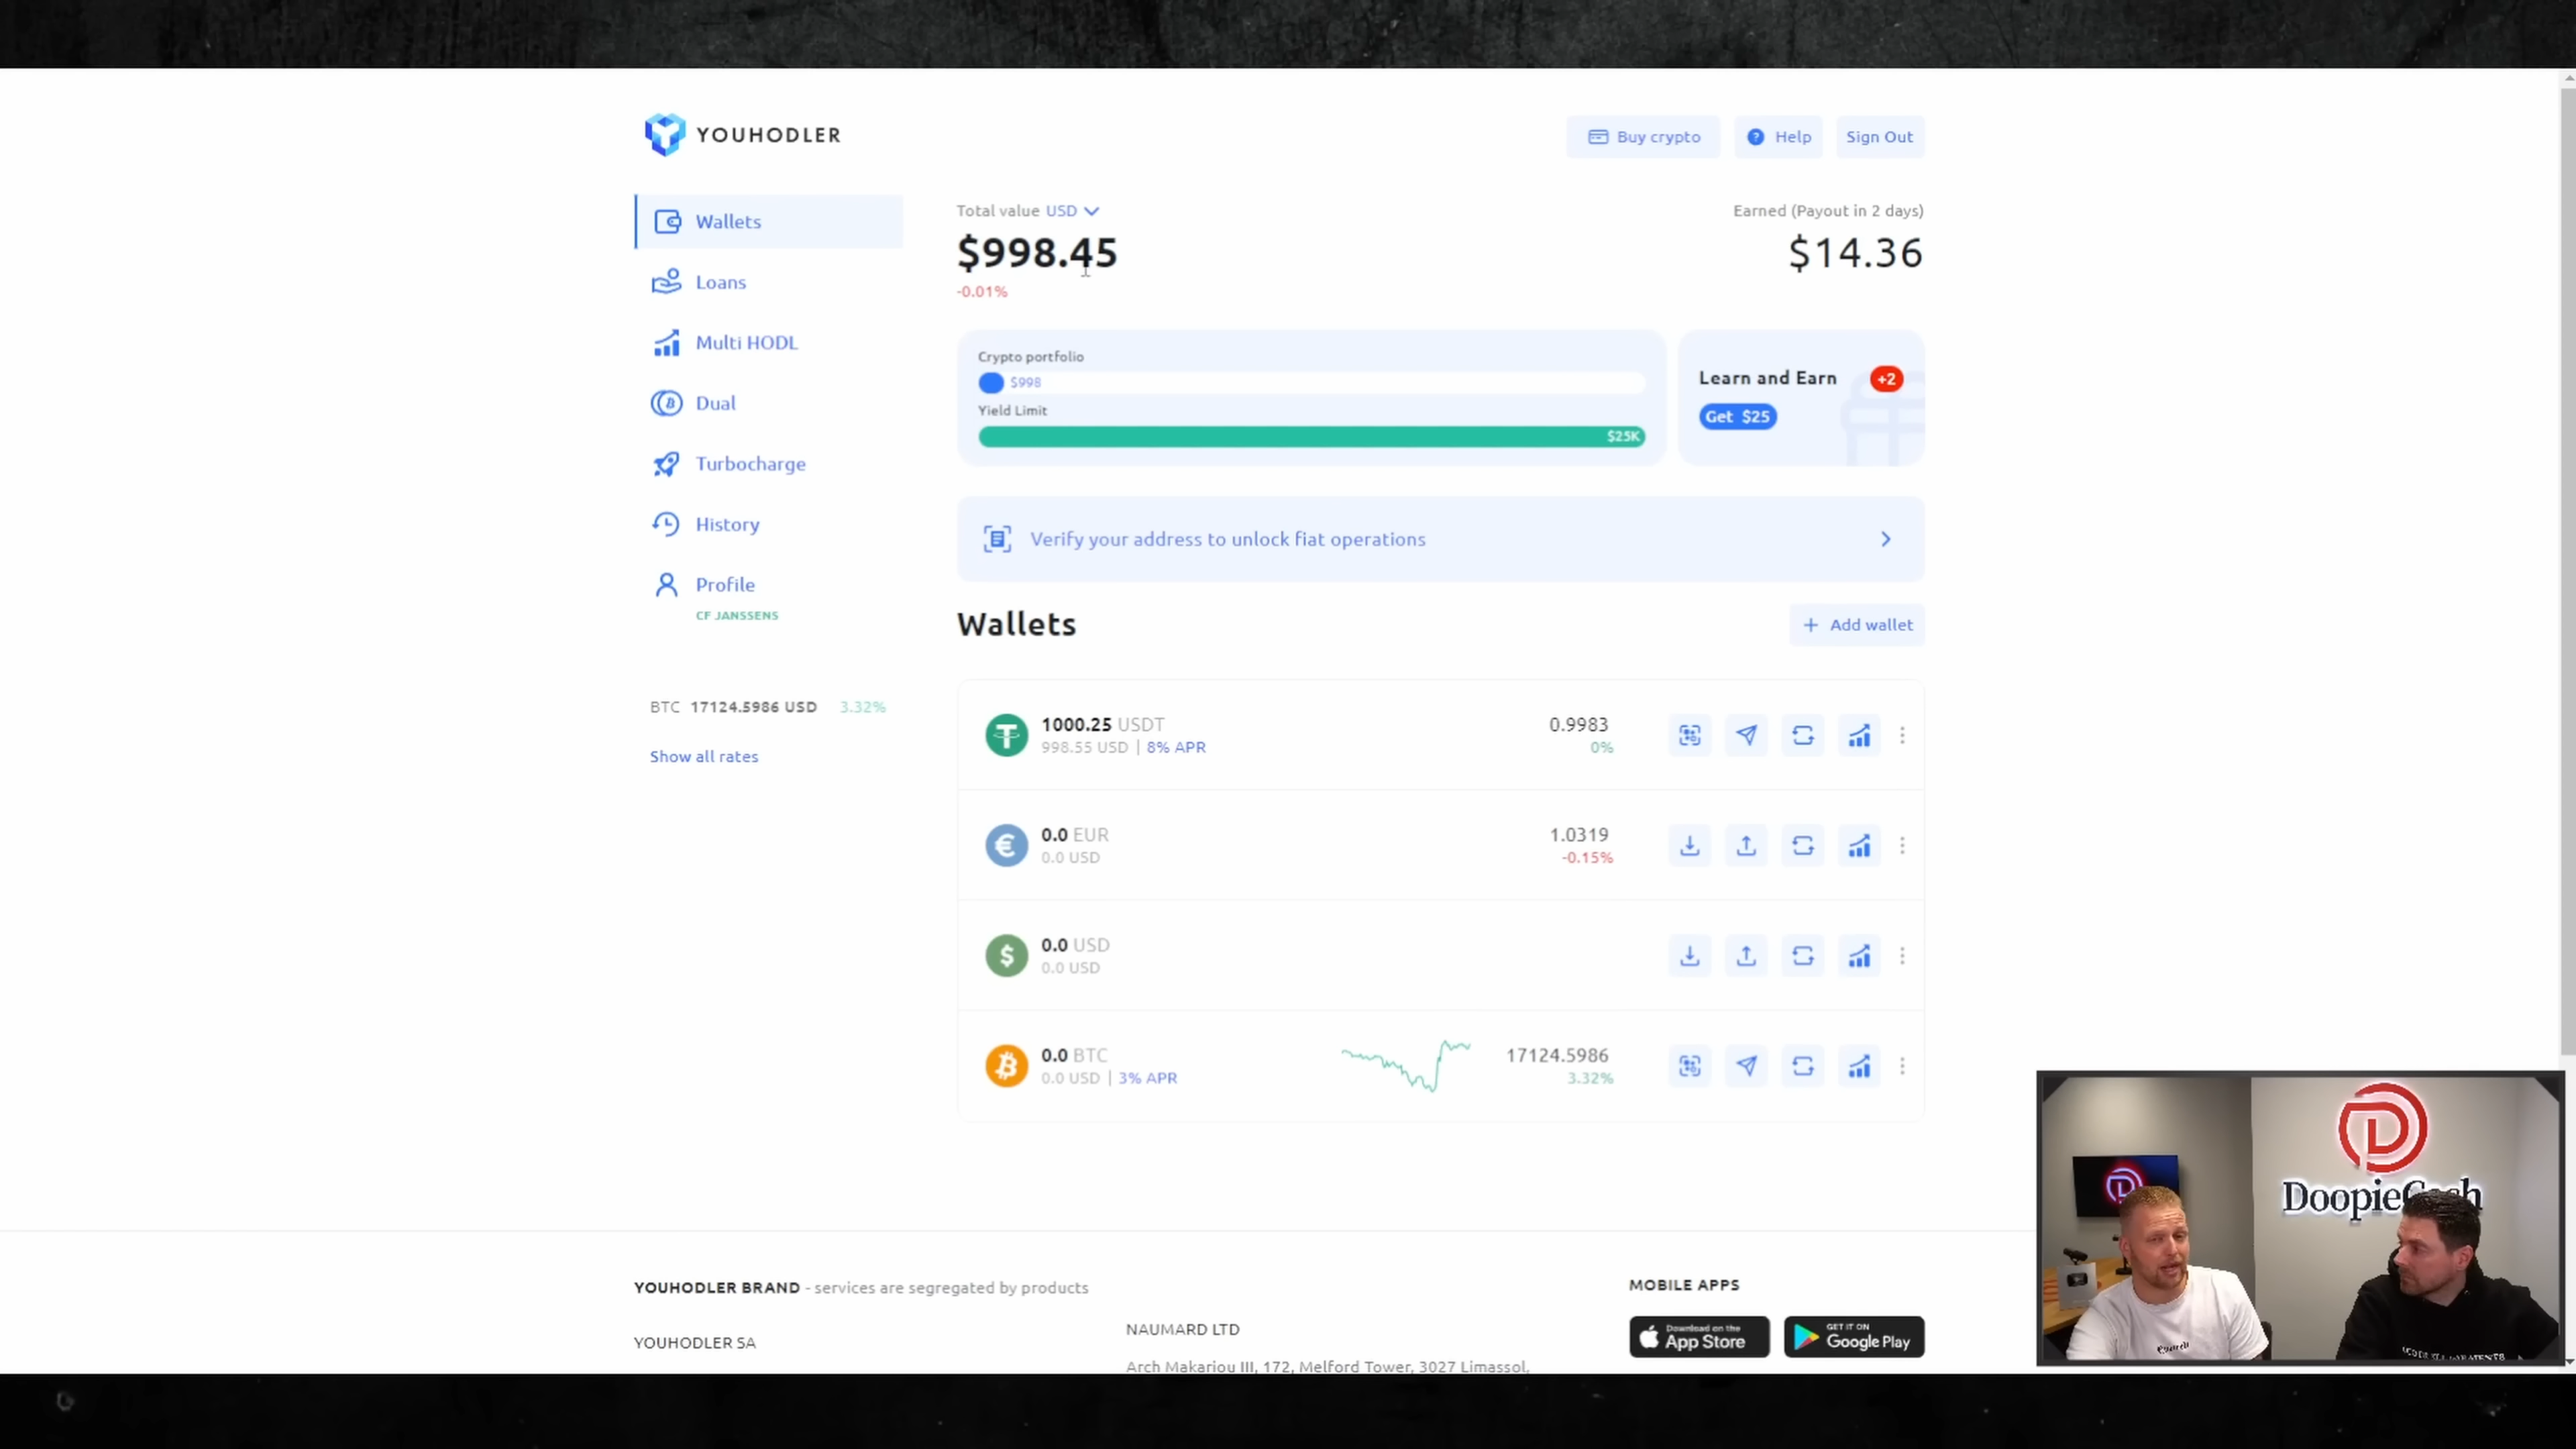 YOUHODLER
Buy crypto
Help
Sign Out
Wallets
Loans
Multi HODL
Dual
Turbocharge
History
Profile
CF JANSSENS
BTC 17124.5986 USD 3.32%
Show all rates
Total value USD
$998.45
-0.01%
Earned (Payout in 2 days)
$14.36
Crypto portfolio
$998
Yield Limit
$25K
Learn and Earn
+2
Get $25
Verify your address to unlock fiat operations
Wallets
+ Add wallet
1000.25 USDT
998.55 USD | 8% APR
0.9983
0%
0.0 EUR
0.0 USD
1.0319
-0.15%
0.0 USD
0.0 USD
0.0 BTC
0.0 USD | 3% APR
17124.5986
3.32%
YOUHODLER BRAND - services are segregated by products
YOUHODLER SA
NAUMARD LTD
Arch Makariou III, 172, Melford Tower, 3027 Limassol,
MOBILE APPS
Download on the
App Store
GET IT ON
Google Play